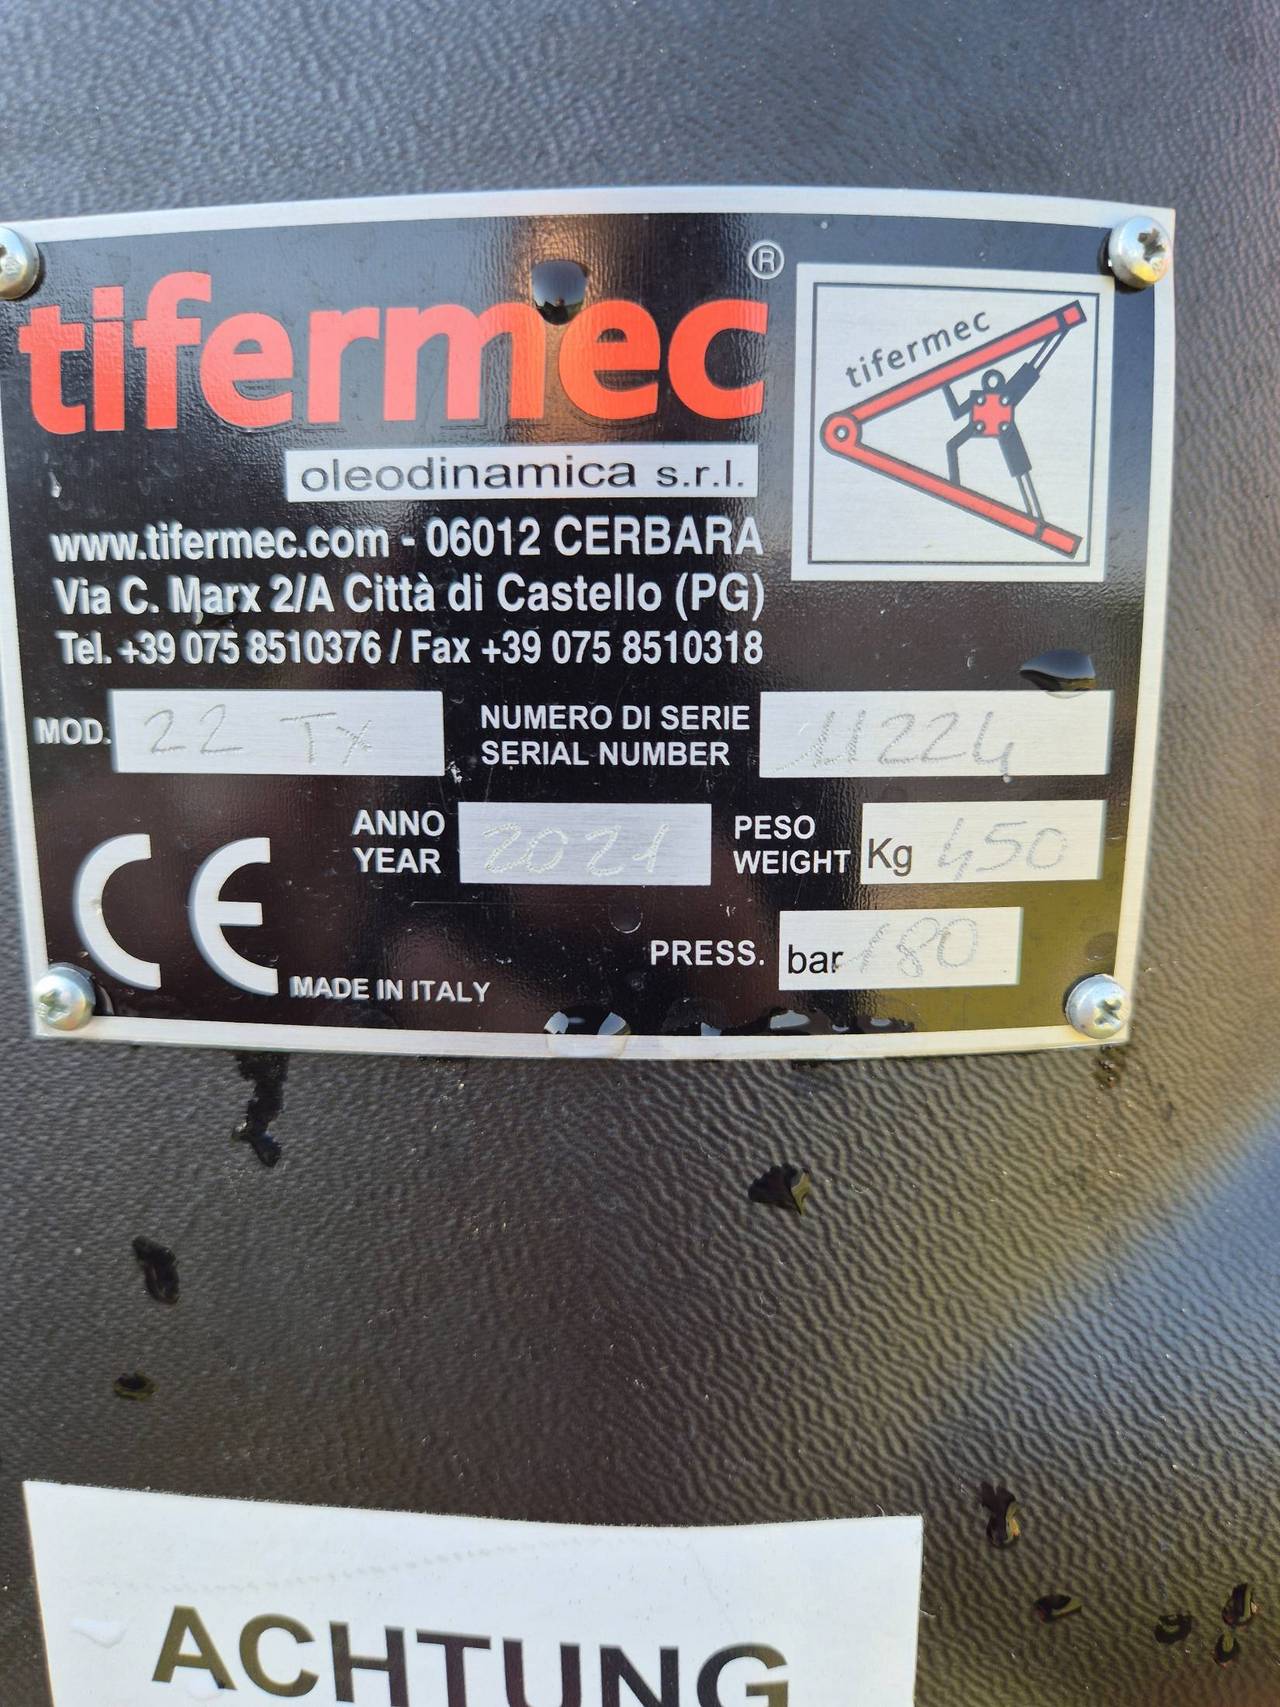 tifermec®
tifermec
oleodinamica s.r.l.
www.tifermec.com - 06012 CERBARA
Via C. Marx 2/A Città di Castello (PG)
Tel. +39 075 8510376 / Fax +39 075 8510318
MOD. 22 TX
NUMERO DI SERIE
SERIAL NUMBER 11224
ANNO
YEAR 2021
PESO
WEIGHT Kg 450
PRESS. bar 180
CE
MADE IN ITALY
ACHTUNG